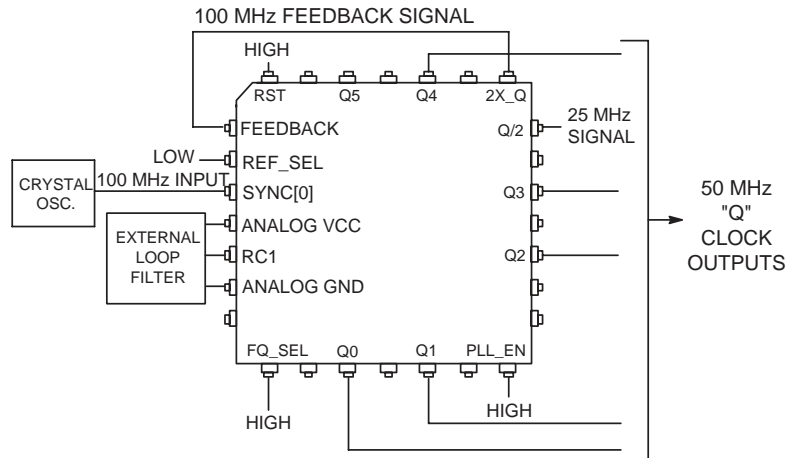 100 MHz FEEDBACK SIGNAL
HIGH
RST
Q5
Q4
2X_Q
FEEDBACK
Q/2
25 MHz
SIGNAL
LOW
REF_SEL
CRYSTAL
OSC.
100 MHz INPUT
SYNC[0]
Q3
50 MHz
"Q"
CLOCK
OUTPUTS
ANALOG VCC
EXTERNAL
LOOP
FILTER
RC1
Q2
ANALOG GND
FQ_SEL
Q0
Q1
PLL_EN
HIGH
HIGH